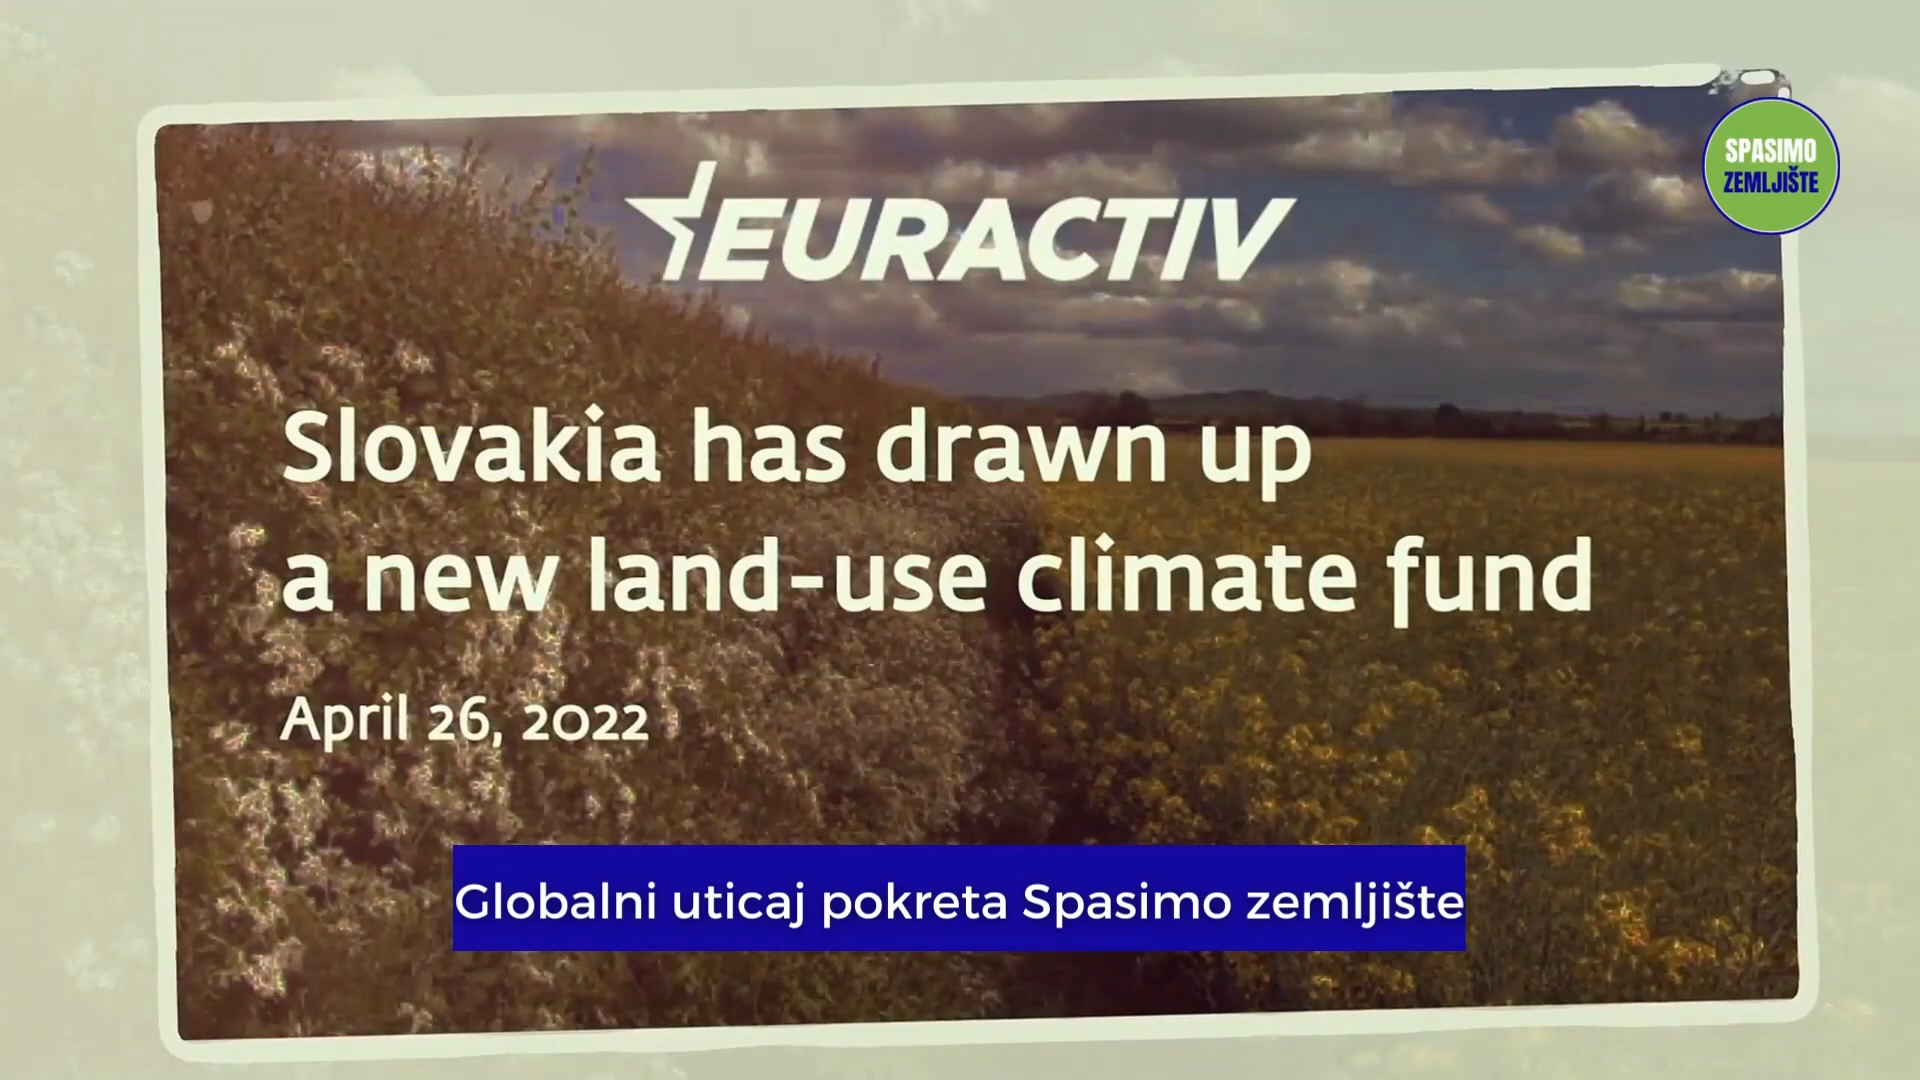 EURACTIV
SPASIMO
ZEMLJIŠTE
Slovakia has drawn up
a new land-use climate fund
April 26, 2022
Globalni uticaj pokreta Spasimo zemljište